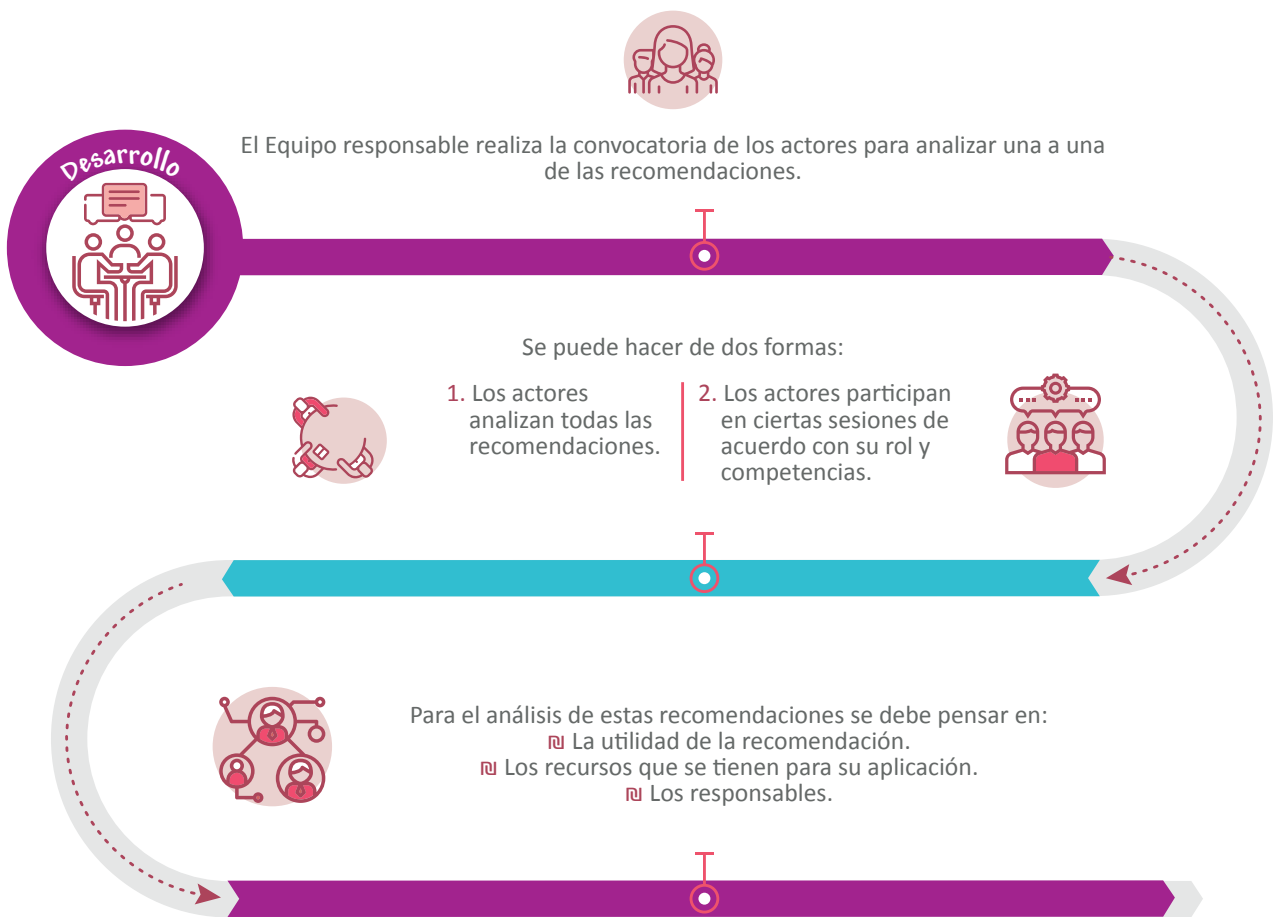 Desarrollo
El Equipo responsable realiza la convocatoria de los actores para analizar una a una
de las recomendaciones.
Se puede hacer de dos formas:
1. Los actores
analizan todas las
recomendaciones.
2. Los actores participan
en ciertas sesiones de
acuerdo con su rol y
competencias.
Para el análisis de estas recomendaciones se debe pensar en:
₪ La utilidad de la recomendación.
₪ Los recursos que se tienen para su aplicación.
₪ Los responsables.